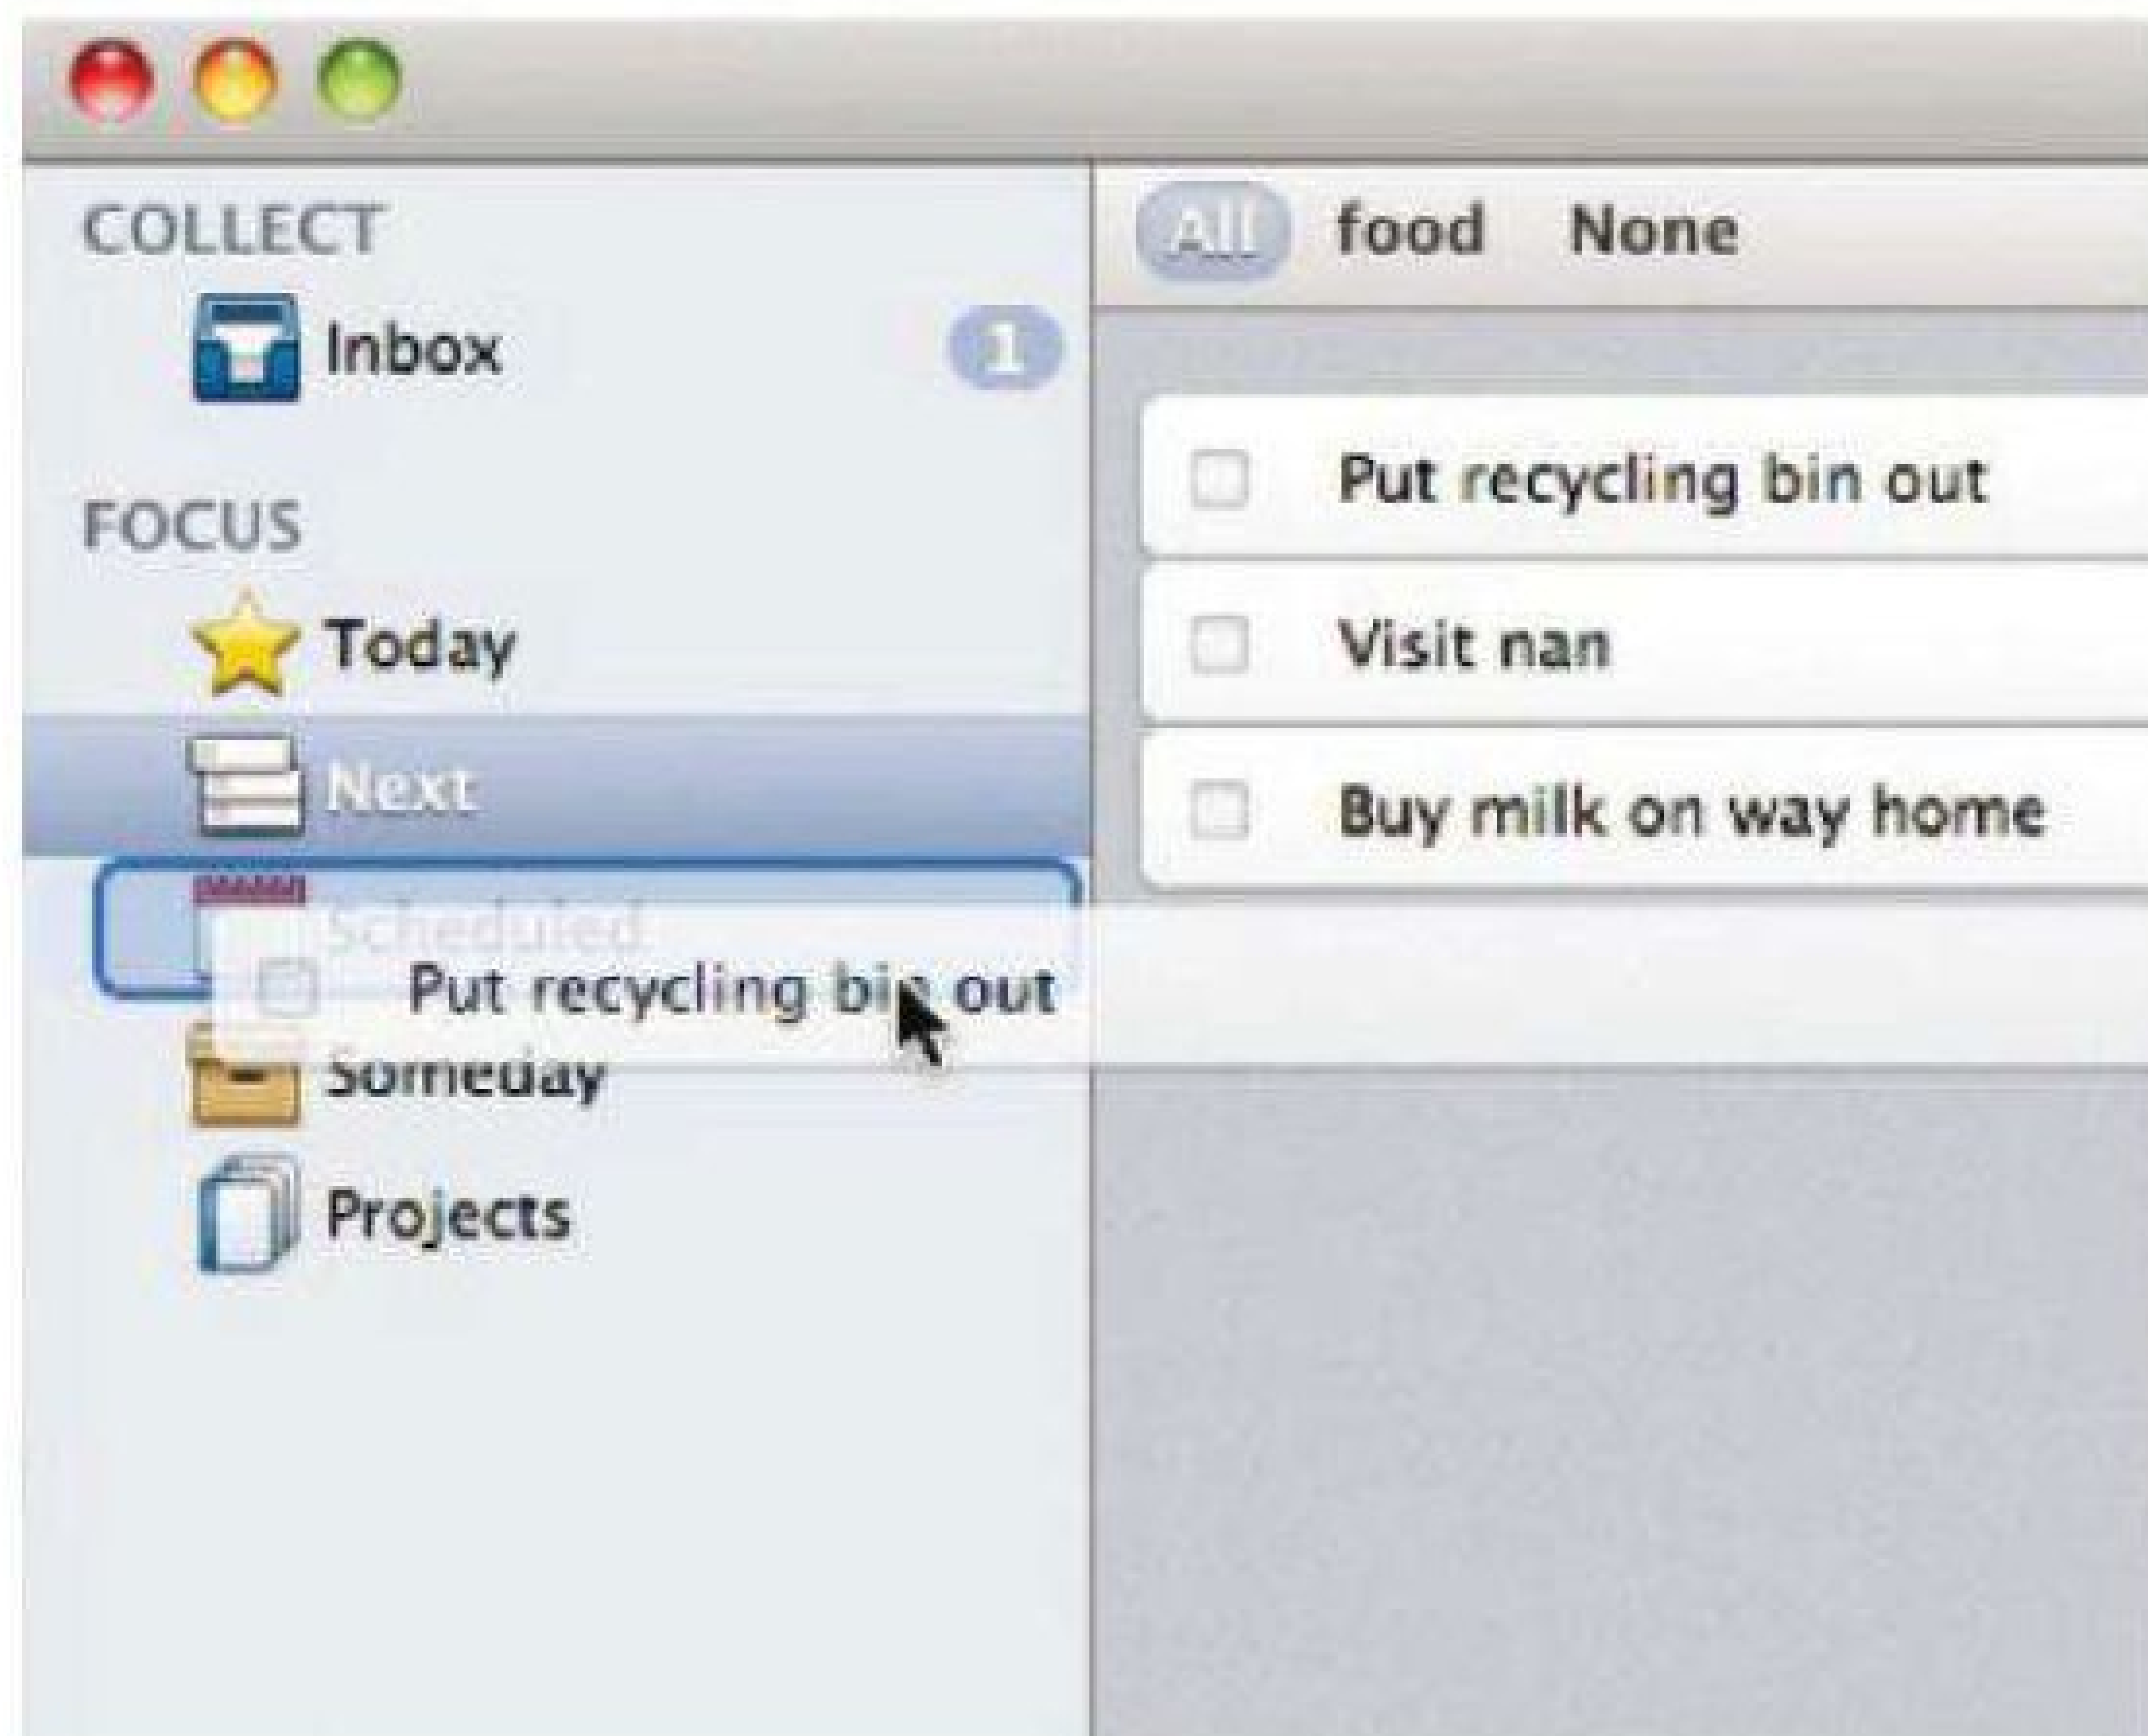 COLLECT
Inbox 1
FOCUS
Today
Next
Scheduled
Put recycling bin out
Someday
Projects
All food None
Put recycling bin out
Visit nan
Buy milk on way home